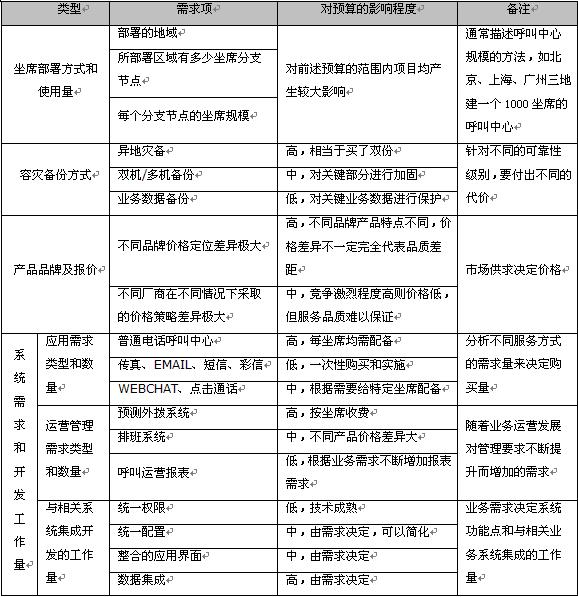 类型 需求项 对预算的影响程度 备注
坐席部署方式和
使用量
部署的地域
所部署区域有多少坐席分支
节点
每个分支节点的坐席规模
对前述预算的范围内项目均产
生较大影响
通常描述呼叫中心
规模的方法，如北
京、上海、广州三地
建一个1000坐席的
呼叫中心
容灾备份方式
异地灾备
高，相当于买了双份
双机/多机备份
中，对关键部分进行加固
业务数据备份
低，对关键业务数据进行保护
针对不同的可靠性
级别，要付出不同的
代价
产品品牌及报价
不同品牌价格定位差异极大
高，不同品牌产品特点不同，价
格差异不一定完全代表品质差
距
不同厂商在不同情况下采取
的价格策略差异极大
中，竞争激烈程度高则价格低，
但服务品质难以保证
市场供求决定价格
系
统
需
求
和
开
发
工
作
量
应用需求
类型和数
量
普通电话呼叫中心
高，每坐席均需配备
传真、EMAIL、短信、彩信
低，一次性购买和实施
WEBCHAT、点击通话
中，根据需要给特定坐席配备
分析不同服务方式
的需求量来决定购
买量
运营管理
需求类型
和数量
预测外拨系统
高，按坐席收费
排班系统
中，不同产品价格差异大
呼叫运营报表
低，根据业务需求不断增加报表
需求
随着业务运营发展
对管理要求不断提
升而增加的需求
与相关系
统集成开
发的工作
量
统一权限
低，技术成熟
统一配置
中，由需求决定，可以简化
整合的应用界面
中，由需求决定
数据集成
高，由需求决定
业务需求决定系统
功能点和与相关业
务系统集成的工作
量